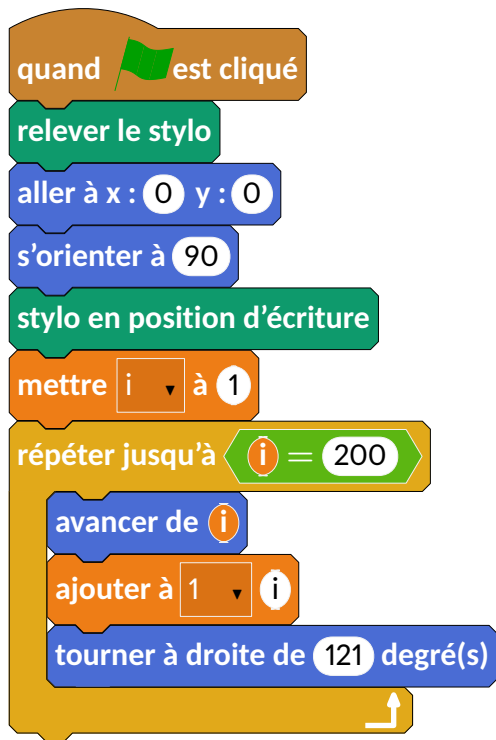 quand est cliqué
relever le stylo
aller à x : 0 y : 0
s’orienter à 90
stylo en position d’écriture
mettre i à 1
répéter jusqu’à i = 200
avancer de i
ajouter à 1 i
tourner à droite de 121 degré(s)